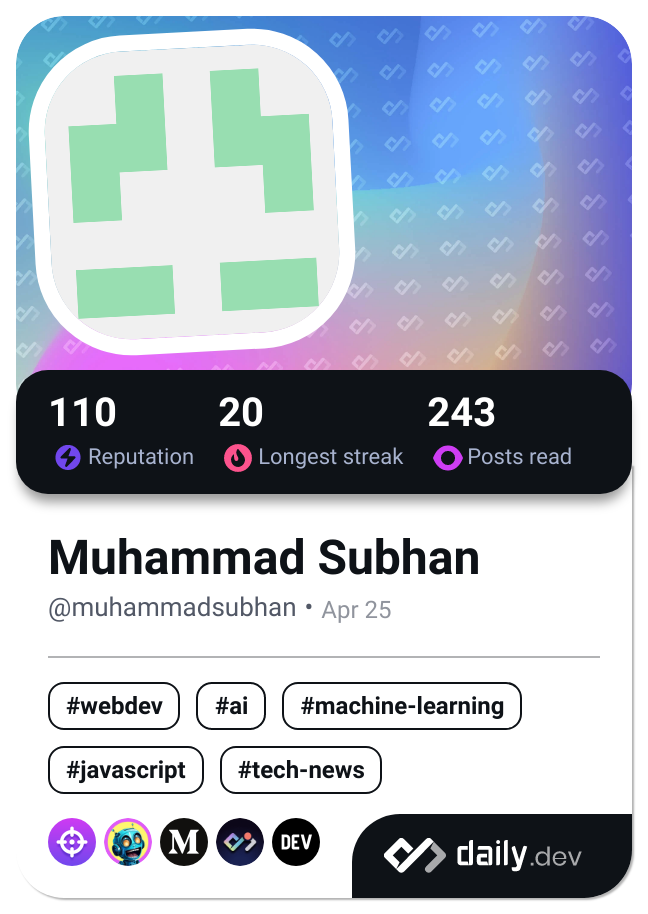 110 20 243
Reputation Longest streak Posts read
Muhammad Subhan
@muhammadsubhan • Apr 25
#webdev #ai #machine-learning
#javascript #tech-news
M DEV
daily.dev